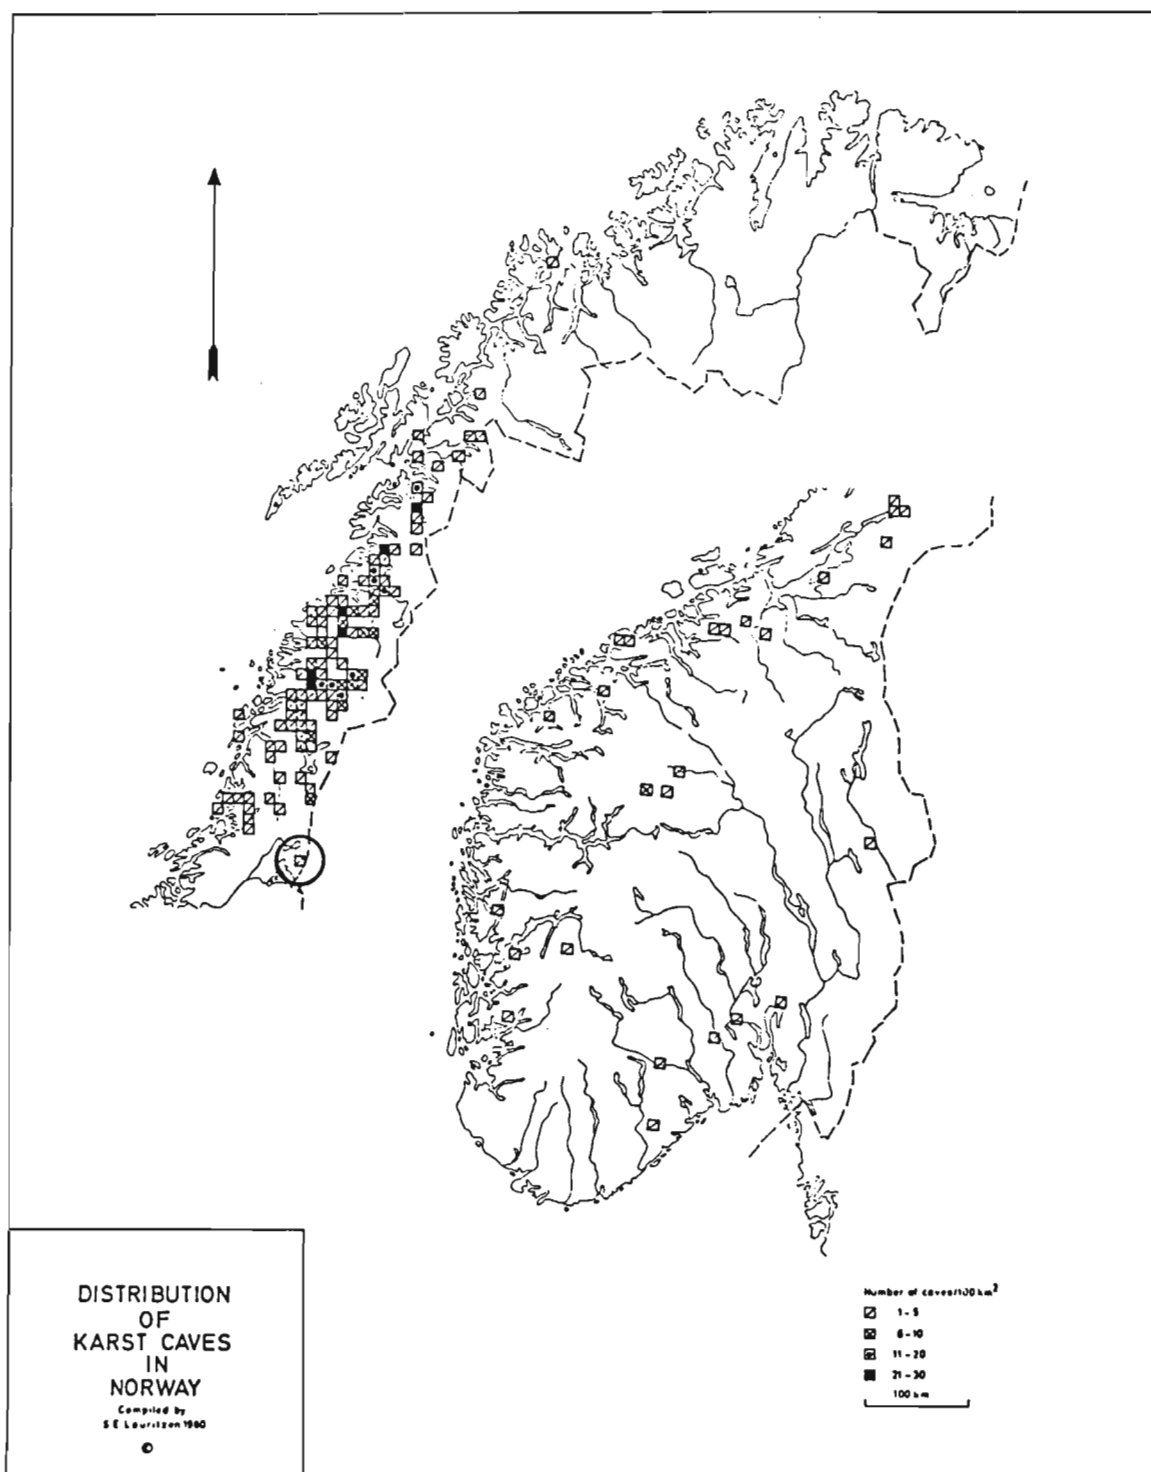 DISTRIBUTION
OF
KARST CAVES
IN
NORWAY
Compiled by
S E Lauritzen 1980
©
Number of caves/100 km²
1 - 5
6 - 10
11 - 20
21 - 30
100 km